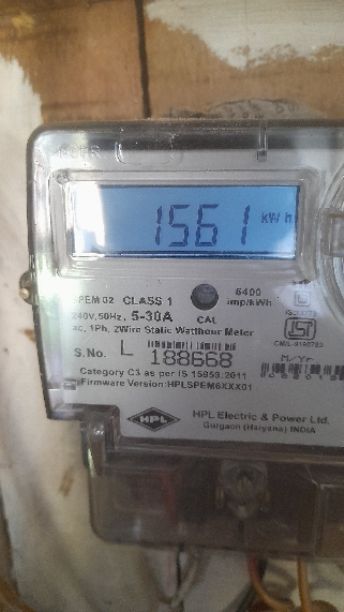 1561 kWh
SPEM 02 CLASS 1
6400
imp/kWh
240V,50Hz, 5-30A CAL
ac, 1Ph, 2Wire Static Watthour Meter
S.No. L 188668
M/Yr
Category C3 as per IS 15959:2011
Firmware Version:HPLSPEM6XXX01
HPL HPL Electric & Power Ltd.
Gurgaon (Haryana) INDIA